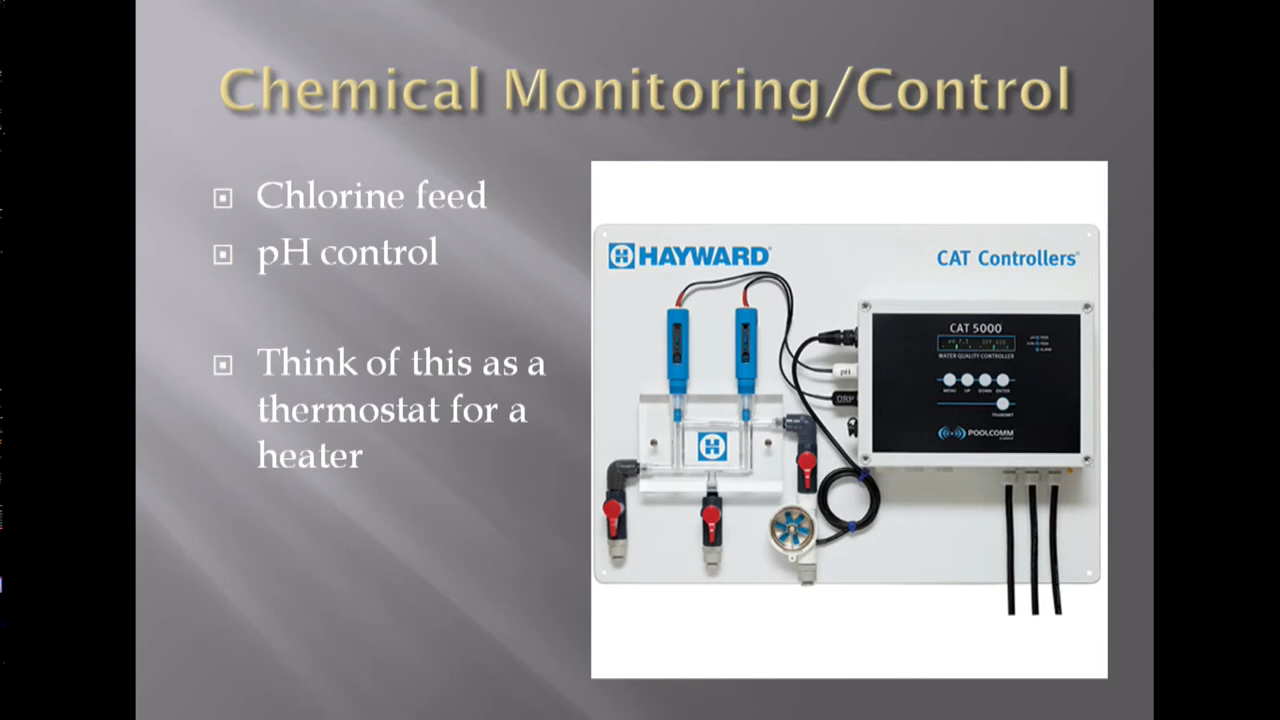 Chemical Monitoring/Control
Chlorine feed
pH control
Think of this as a
thermostat for a
heater
HAYWARD
CAT Controllers
CAT 5000
WATER QUALITY CONTROLLER
MENU UP DOWN ENTER
TRANSMIT
POOLCOMM
pH
ORP